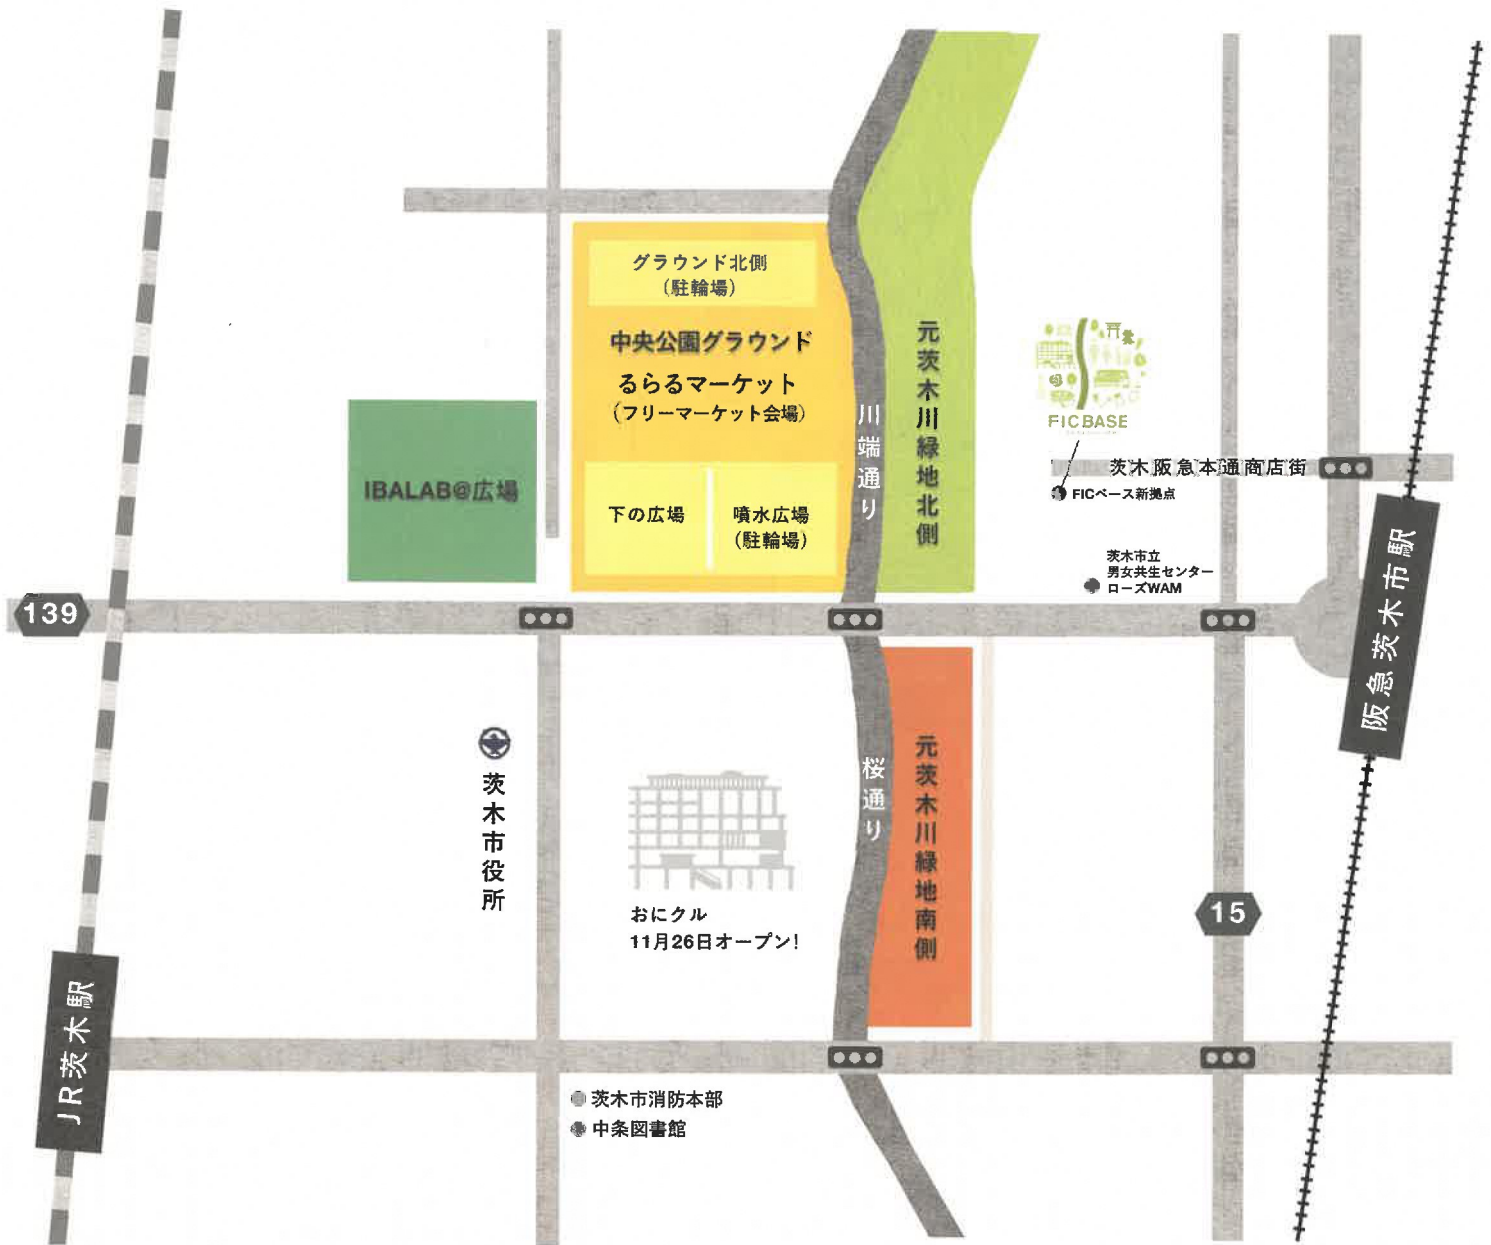 グラウンド北側
(駐輪場)
中央公園グラウンド
るらるマーケット
(フリーマーケット会場)
下の広場
噴水広場
(駐輪場)
IBALAB@広場
川端通り
元茨木川緑地北側
FICBASE
茨木阪急本通商店街
FICベース新拠点
茨木市立
男女共生センター
ローズWAM
阪急茨木市駅
139
茨木市役所
おにクル
11月26日オープン!
桜通り
元茨木川緑地南側
15
JR茨木駅
茨木市消防本部
中条図書館